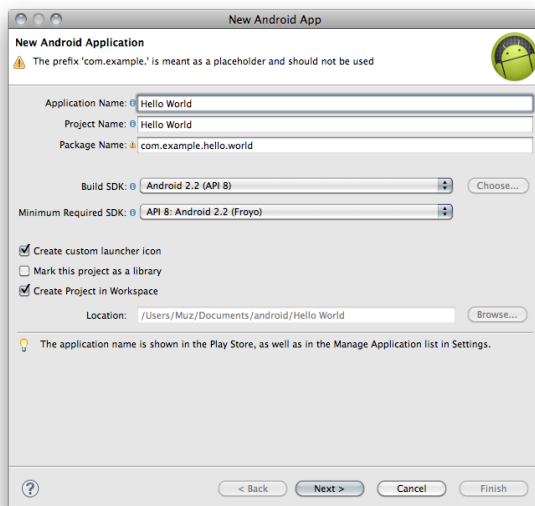 New Android App
New Android Application
The prefix 'com.example.' is meant as a placeholder and should not be used
Application Name: Hello World
Project Name: Hello World
Package Name: com.example.hello.world
Build SDK: Android 2.2 (API 8) Choose...
Minimum Required SDK: API 8: Android 2.2 (Froyo)
Create custom launcher icon
Mark this project as a library
Create Project in Workspace
Location: /Users/Muz/Documents/android/Hello World Browse...
The application name is shown in the Play Store, as well as in the Manage Application list in Settings.
? < Back Next > Cancel Finish